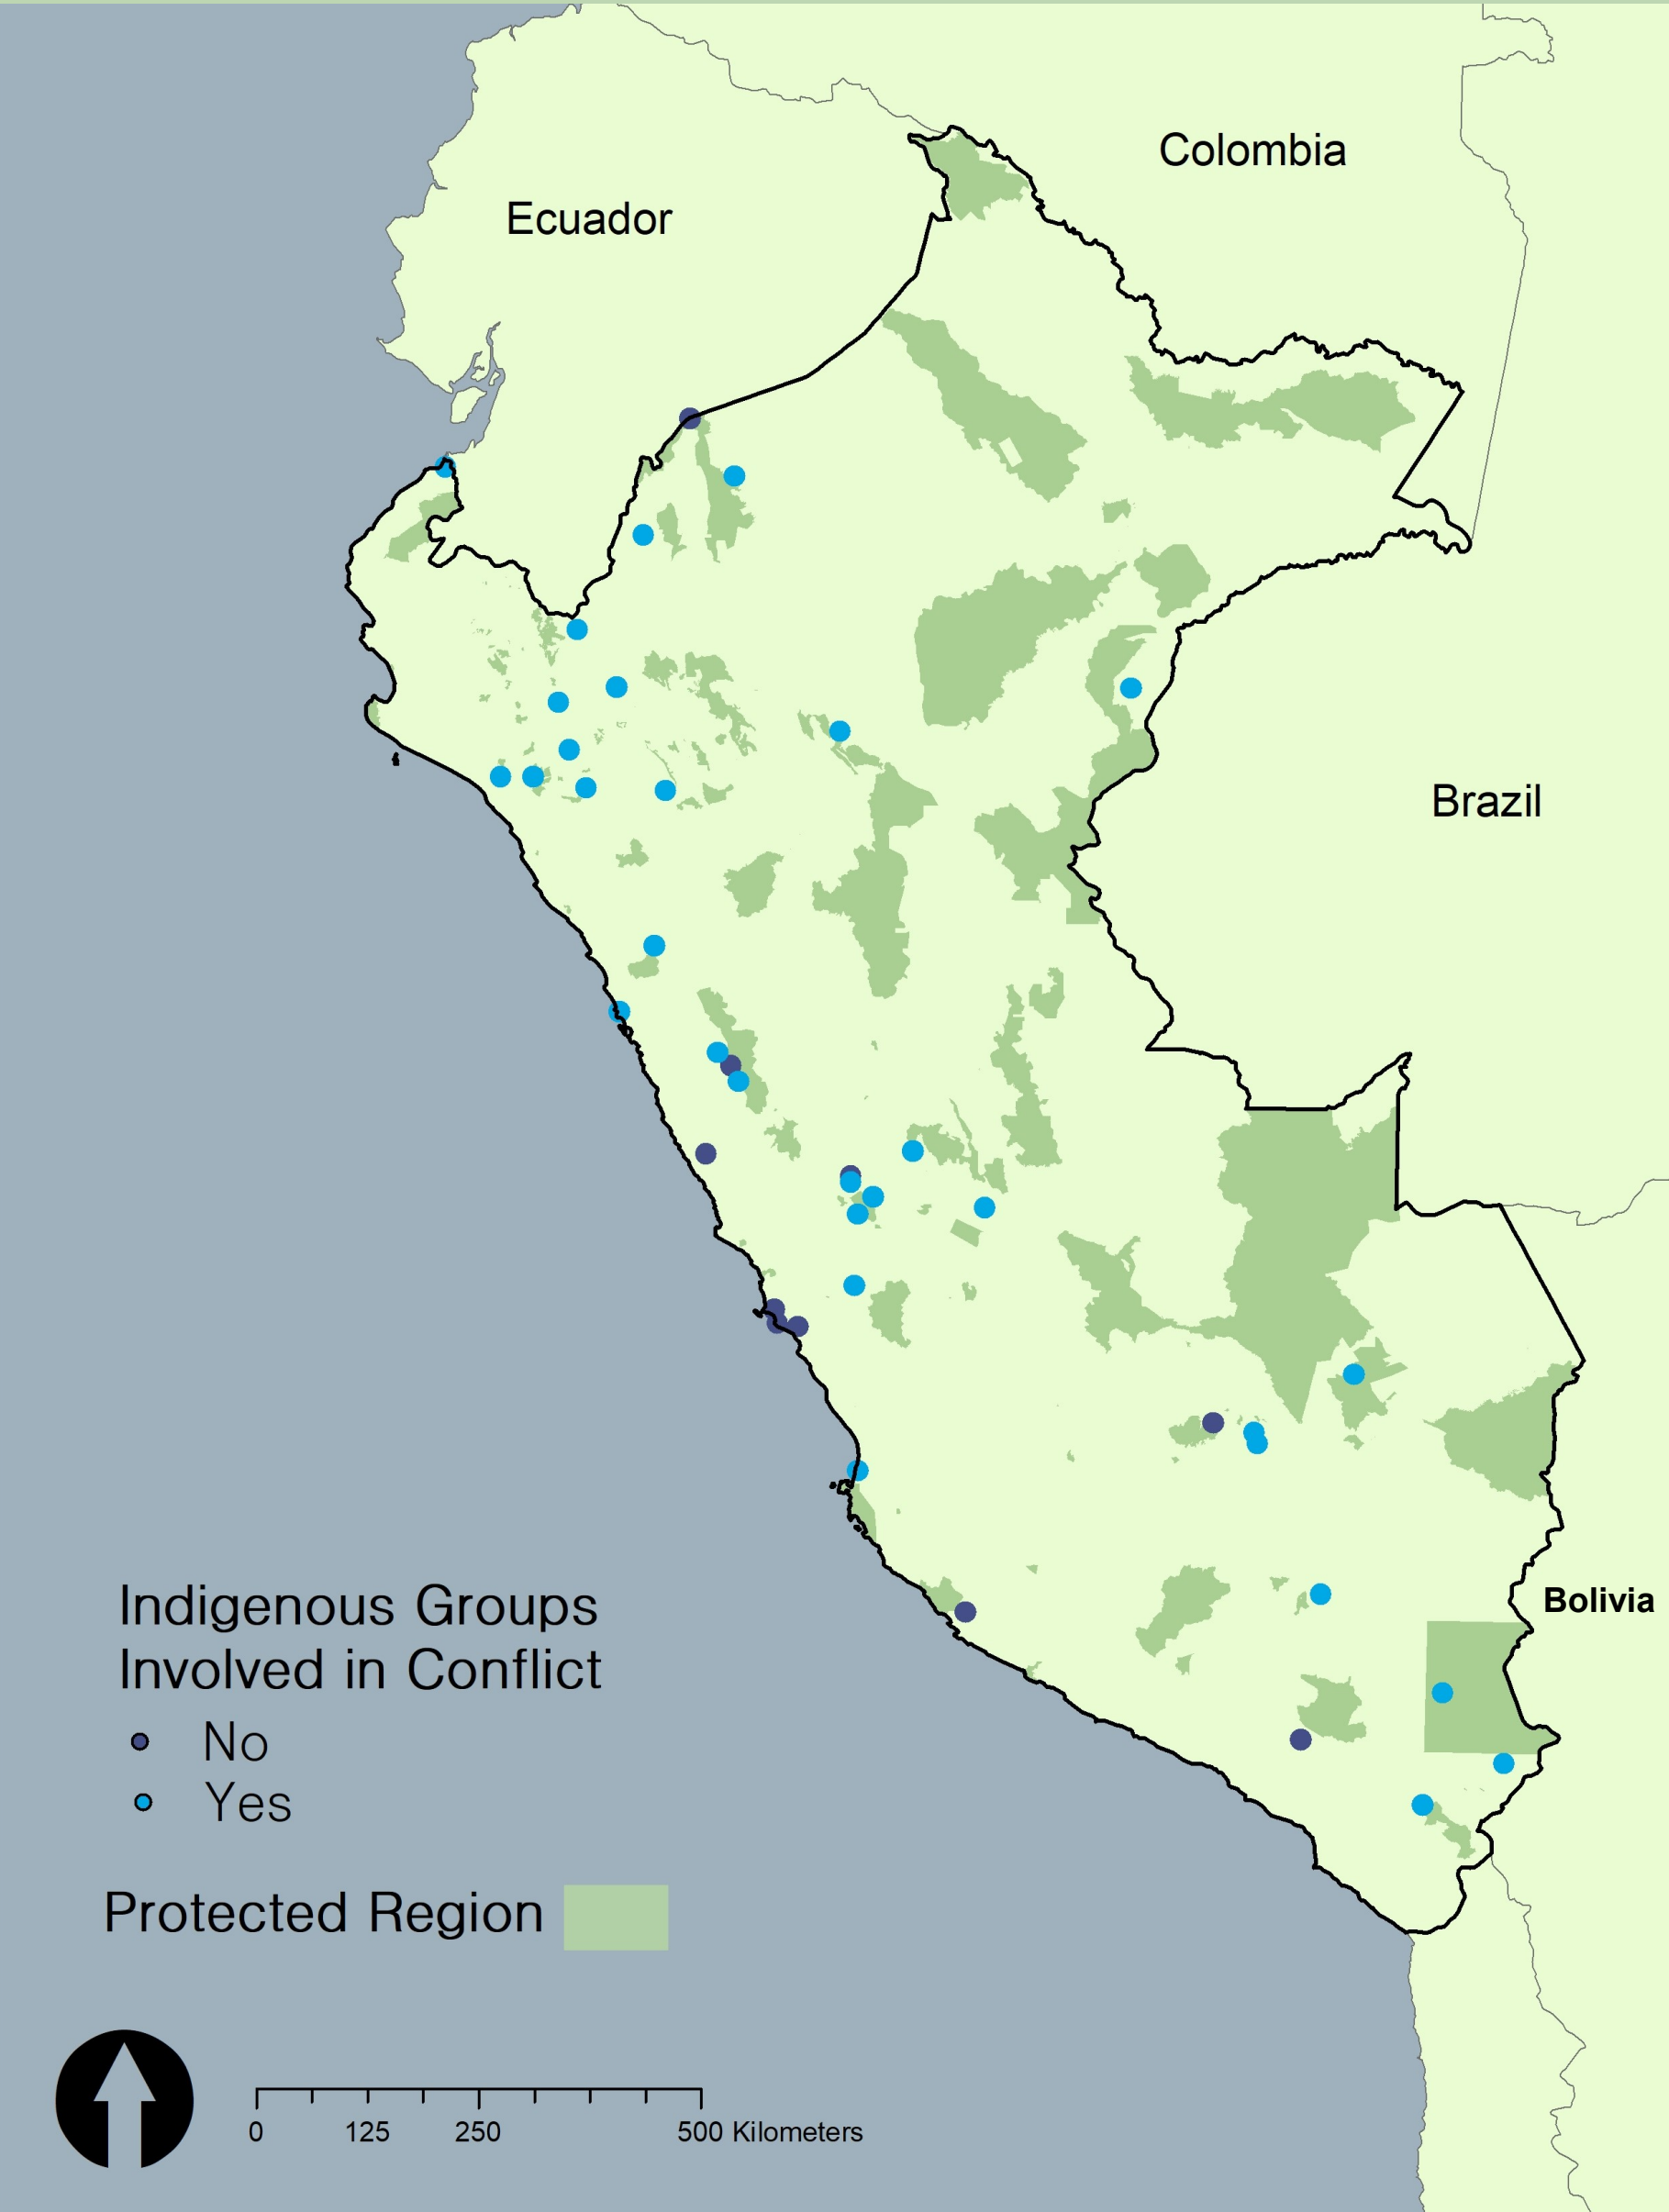 Colombia
Ecuador
Brazil
Bolivia
Indigenous Groups
Involved in Conflict
No
Yes
Protected Region
0 125 250 500 Kilometers